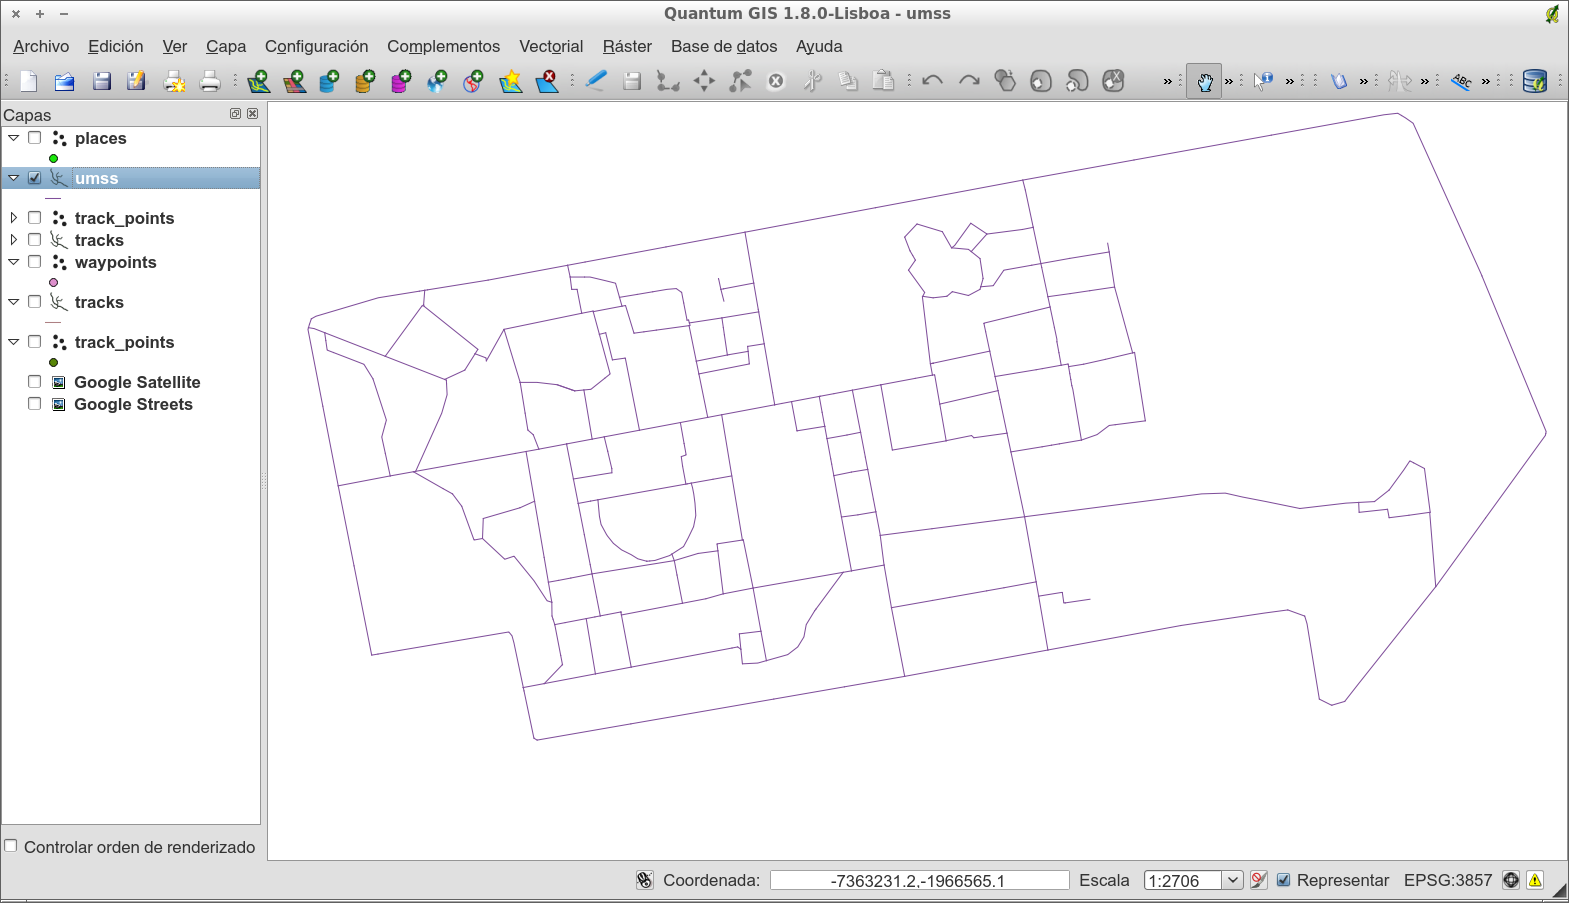 Quantum GIS 1.8.0-Lisboa - umss
Archivo Edición Ver Capa Configuración Complementos Vectorial Ráster Base de datos Ayuda
ABC
Capas
places
umss
track_points
tracks
waypoints
tracks
track_points
Google Satellite
Google Streets
Controlar orden de renderizado
Coordenada: -7363231.2,-1966565.1 Escala 1:2706 Representar EPSG:3857